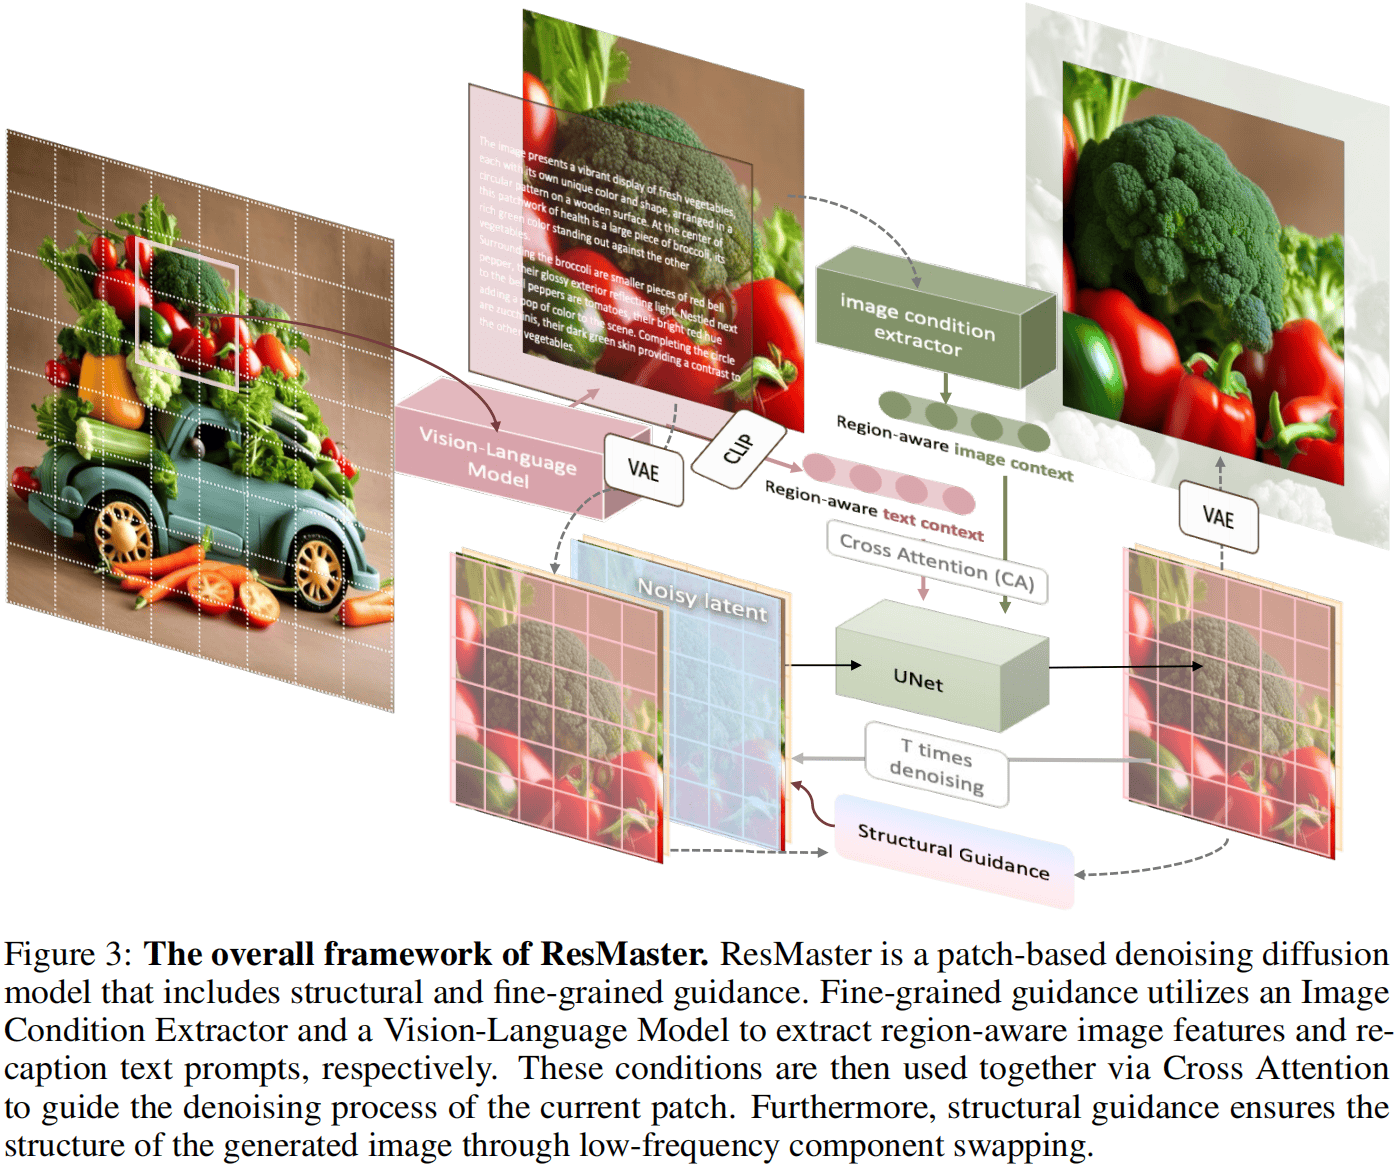 The image presents a vibrant display of fresh vegetables,
each with its own unique color and shape, arranged in a
circular pattern on a wooden surface. At the center of
this patchwork of health is a large piece of broccoli, its
rich green color standing out against the other
vegetables.
Surrounding the broccoli are smaller pieces of red bell
pepper, their glossy exterior reflecting light. Nestled next
to the bell peppers are tomatoes, their bright red hue
adding a pop of color to the scene. Completing the circle
are zucchinis, their dark green skin providing a contrast to
the other vegetables.
image condition
extractor
Region-aware image context
Vision-Language
Model
VAE
CLIP
Region-aware text context
VAE
Cross Attention (CA)
Noisy latent
UNet
T times
denoising
Structural Guidance
Figure 3: The overall framework of ResMaster. ResMaster is a patch-based denoising diffusion
model that includes structural and fine-grained guidance. Fine-grained guidance utilizes an Image
Condition Extractor and a Vision-Language Model to extract region-aware image features and re-
caption text prompts, respectively. These conditions are then used together via Cross Attention
to guide the denoising process of the current patch. Furthermore, structural guidance ensures the
structure of the generated image through low-frequency component swapping.